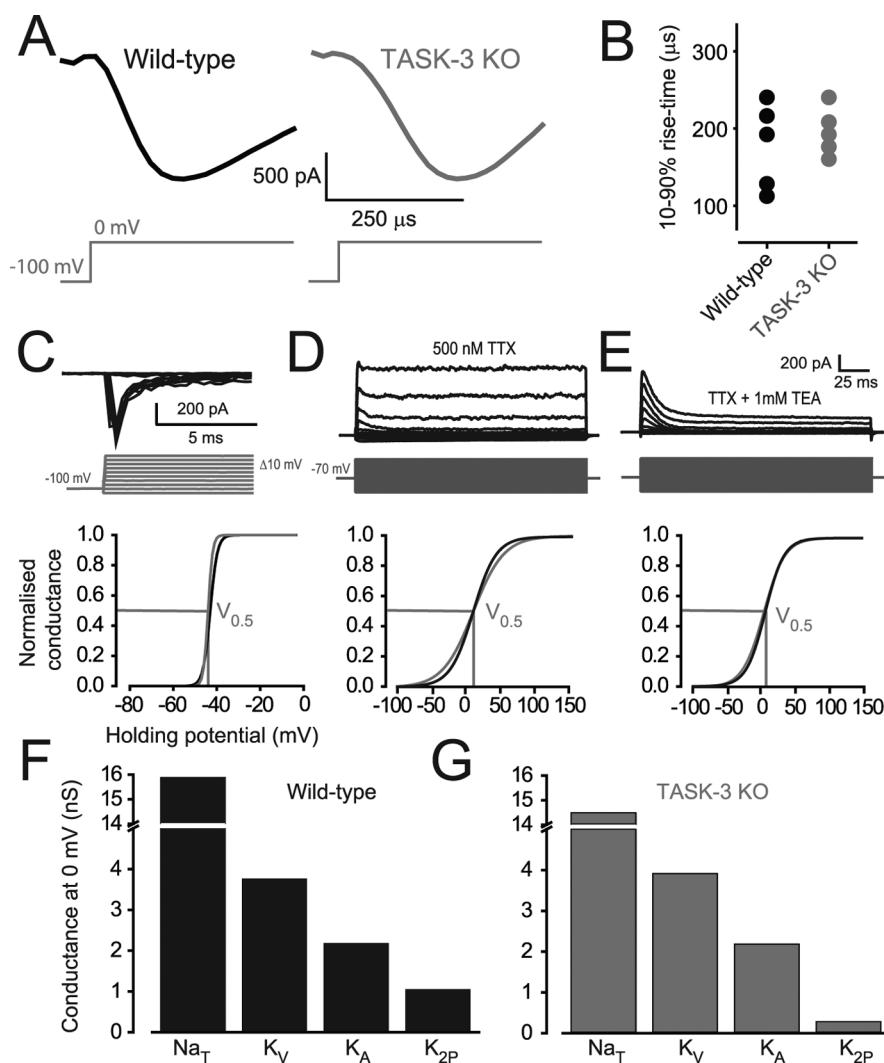 A
Wild-type
TASK-3 KO
500 pA
250 µs
0 mV
-100 mV
B
10-90% rise-time (µs)
300
200
100
Wild-type
TASK-3 KO
C
200 pA
5 ms
-100 mV
Δ10 mV
D
500 nM TTX
-70 mV
E
200 pA
25 ms
TTX + 1mM TEA
Normalised
conductance
1.0
0.8
0.6
0.4
0.2
0.0
V0.5
-80 -60 -40 -20 0
Holding potential (mV)
1.0
0.8
0.6
0.4
0.2
0.0
V0.5
-100 -50 0 50 100 150
1.0
0.8
0.6
0.4
0.2
0.0
V0.5
-100 -50 0 50 100 150
F
Wild-type
Conductance at 0 mV (nS)
16
15
14
4
3
2
1
0
NaT KV KA K2P
G
TASK-3 KO
16
15
14
4
3
2
1
0
NaT KV KA K2P